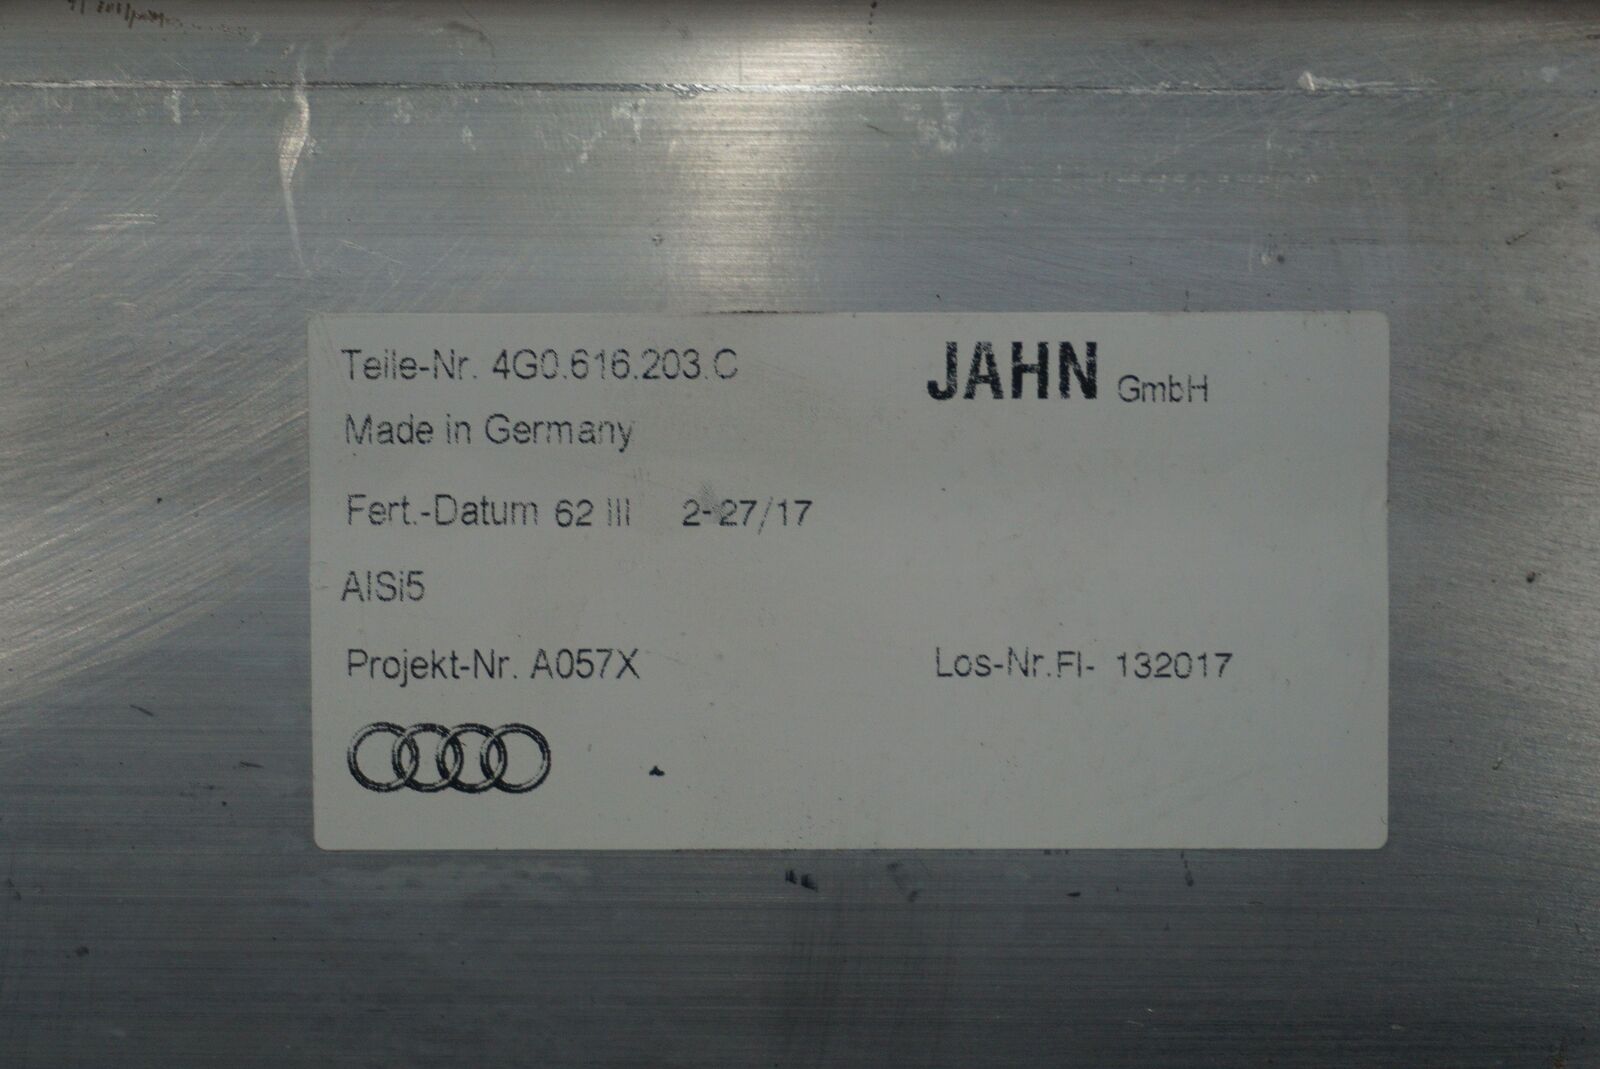 Teile-Nr. 4G0.616.203.C
JAHN GmbH
Made in Germany
Fert.-Datum 62 III 2-27/17
AlSi5
Projekt-Nr. A057X
Los-Nr.FI- 132017